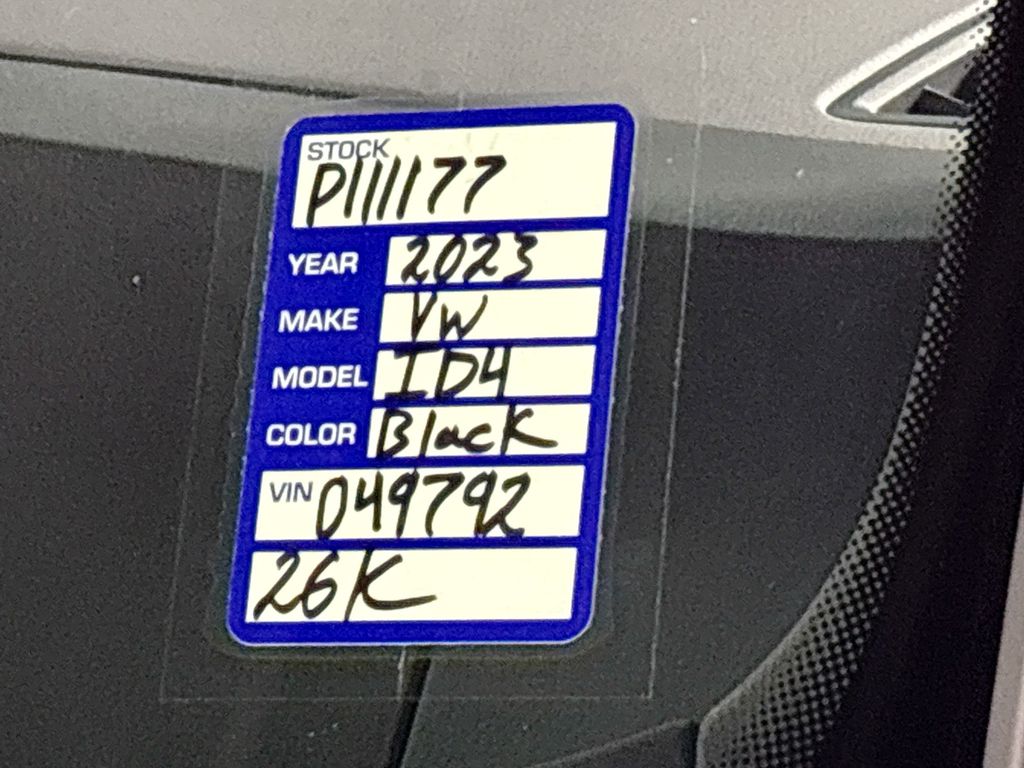 STOCK
P111177
YEAR 2023
MAKE VW
MODEL ID4
COLOR Black
VIN 049792
26K